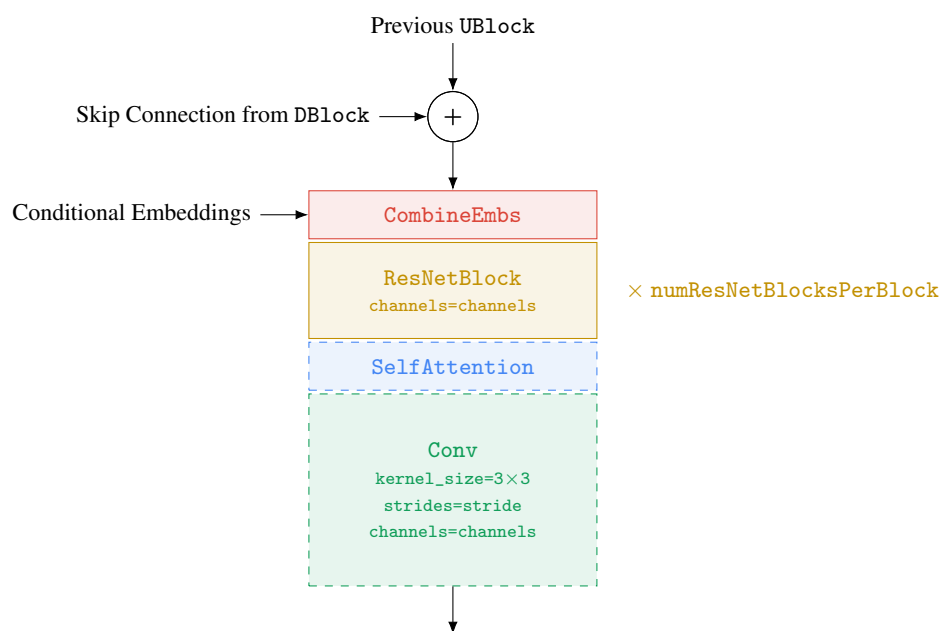 Previous UBlock
Skip Connection from DBlock
+
Conditional Embeddings
CombineEmbs
ResNetBlock
channels=channels
× numResNetBlocksPerBlock
SelfAttention
Conv
kernel_size=3×3
strides=stride
channels=channels